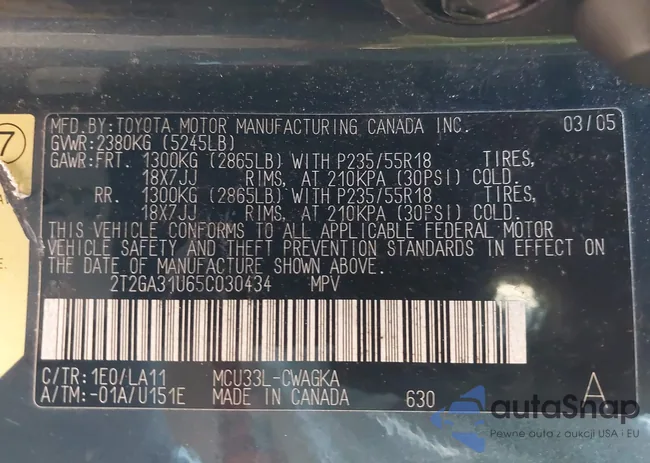 7
MFD.BY:TOYOTA MOTOR MANUFACTURING CANADA INC. 03/05
GVWR:2380KG (5245LB)
GAWR:FRT. 1300KG (2865LB) WITH P235/55R18 TIRES,
18X7JJ RIMS, AT 210KPA (30PSI) COLD.
RR. 1300KG (2865LB) WITH P235/55R18 TIRES,
18X7JJ RIMS, AT 210KPA (30PSI) COLD.
THIS VEHICLE CONFORMS TO ALL APPLICABLE FEDERAL MOTOR
VEHICLE SAFETY AND THEFT PREVENTION STANDARDS IN EFFECT ON
THE DATE OF MANUFACTURE SHOWN ABOVE.
2T2GA31U65C030434 MPV
C/TR:1E0/LA11 MCU33L-CWAGKA
A/TM:-01A/U151E MADE IN CANADA 630 A
autoSnap
Pewne auta z aukcji USA i EU